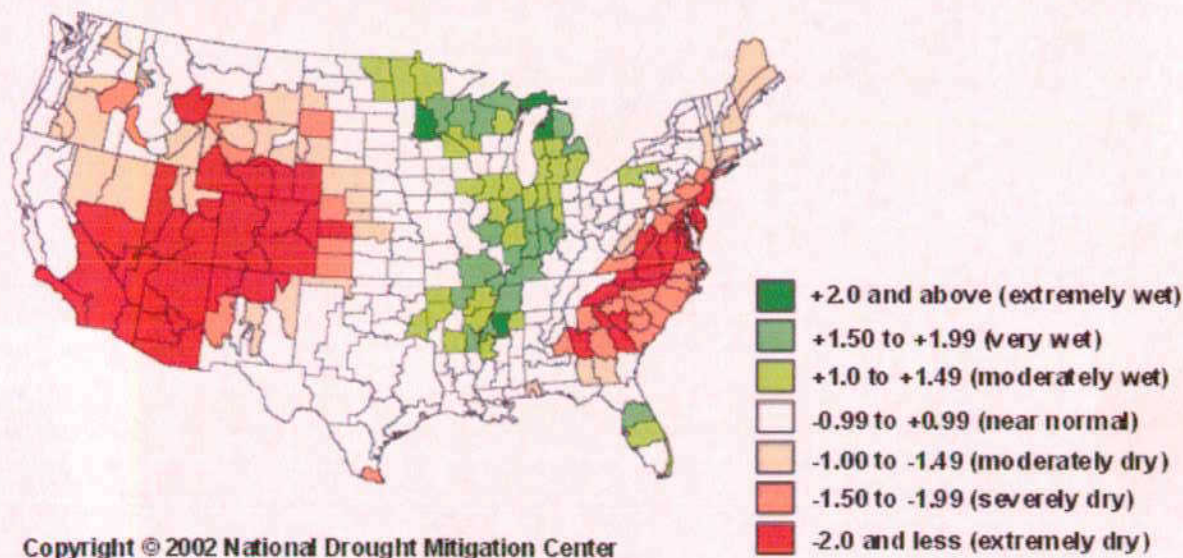 +2.0 and above (extremely wet)
+1.50 to +1.99 (very wet)
+1.0 to +1.49 (moderately wet)
-0.99 to +0.99 (near normal)
-1.00 to -1.49 (moderately dry)
-1.50 to -1.99 (severely dry)
-2.0 and less (extremely dry)
Copyright © 2002 National Drought Mitigation Center